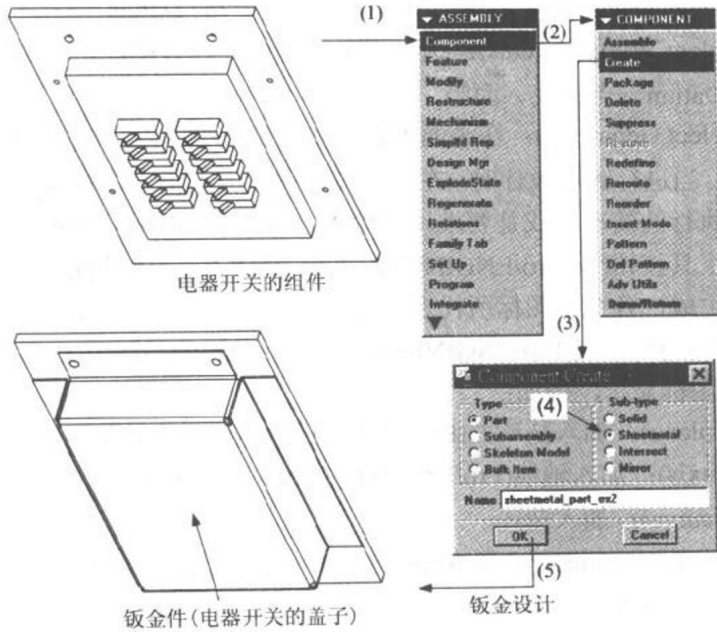 (1)
ASSEMBLY
Component
Feature
Modify
Restructure
Mechanism
Simplfd Rep
Design Mgr
ExplodeState
Regenerate
Relations
Family Tab
Set Up
Program
Integrate
(2)
COMPONENT
Assemble
Create
Package
Delete
Suppress
Redefine
Reroute
Reorder
Insert Mode
Pattern
Del Pattern
Adv Utils
Done/Return
电器开关的组件
(3)
Component Create
Type
Part
Subassembly
Skeleton Model
Bulk Item
(4)
Sub-type
Solid
Sheetmetal
Intersect
Mirror
Name sheetmetal_part_ex2
OK
Cancel
(5)
钣金件(电器开关的盖子)
钣金设计